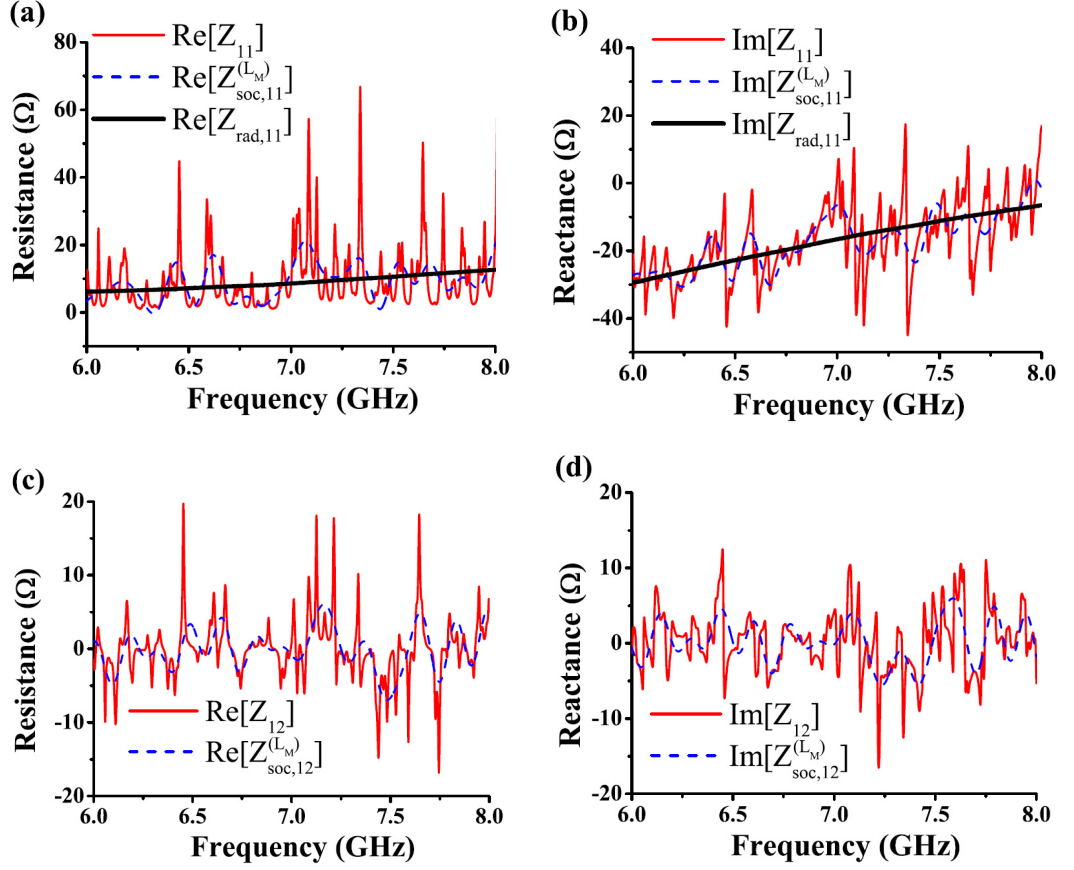 (a)
Re[Z11]
Re[Z(LM)soc,11]
Re[Zrad,11]
80
60
40
20
0
Resistance (Ω)
6.0 6.5 7.0 7.5 8.0
Frequency (GHz)
(b)
Im[Z11]
Im[Z(LM)soc,11]
Im[Zrad,11]
40
20
0
-20
-40
Reactance (Ω)
6.0 6.5 7.0 7.5 8.0
Frequency (GHz)
(c)
20
10
0
-10
-20
Resistance (Ω)
Re[Z12]
Re[Z(LM)soc,12]
6.0 6.5 7.0 7.5 8.0
Frequency (GHz)
(d)
20
10
0
-10
-20
Reactance (Ω)
Im[Z12]
Im[Z(LM)soc,12]
6.0 6.5 7.0 7.5 8.0
Frequency (GHz)